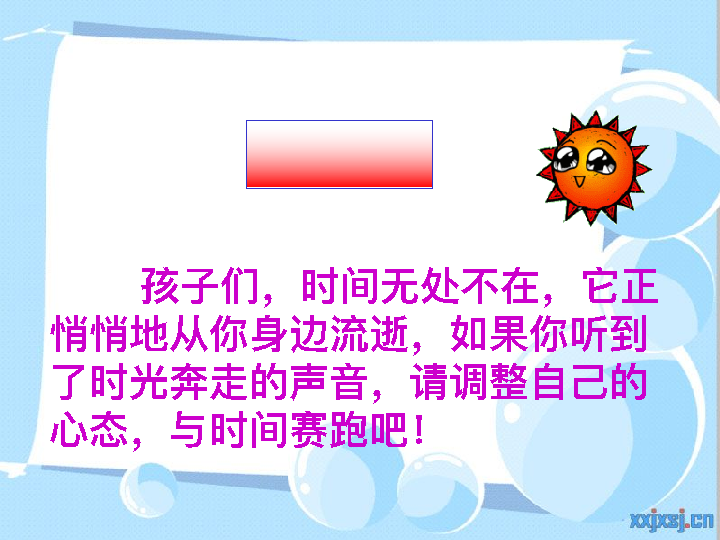 孩子们，时间无处不在，它正
悄悄地从你身边流逝，如果你听到
了时光奔走的声音，请调整自己的
心态，与时间赛跑吧！
xxjxsj.cn